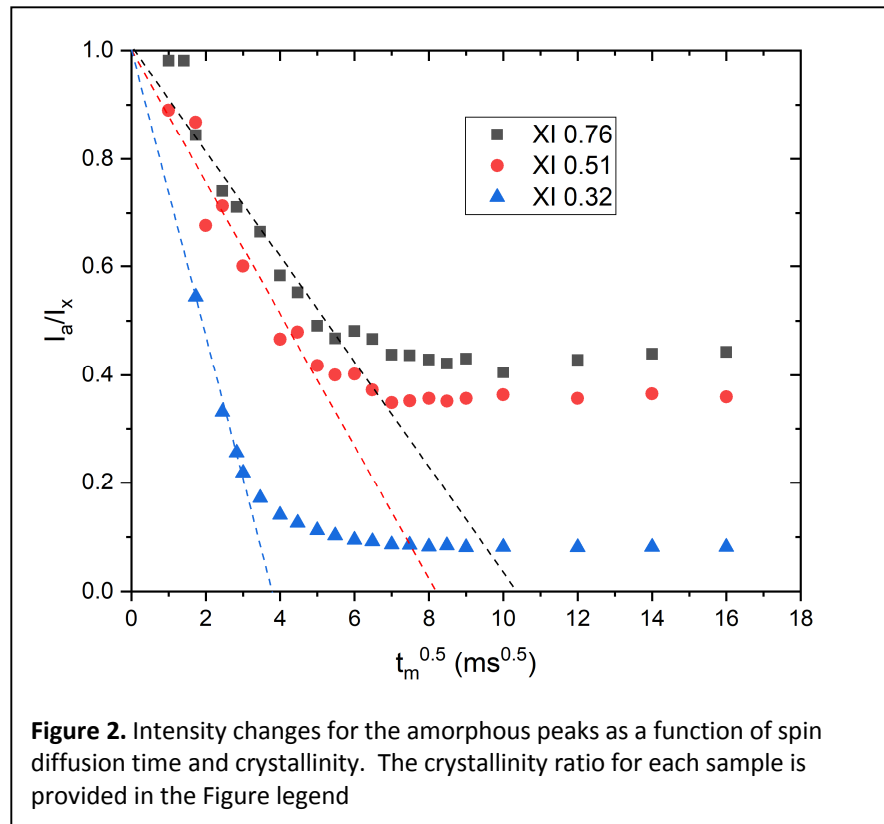 1.0
0.8
0.6
0.4
0.2
0.0
Iₐ/Iₓ
XI 0.76
XI 0.51
XI 0.32
0 2 4 6 8 10 12 14 16 18
tₘ⁰·⁵ (ms⁰·⁵)
Figure 2. Intensity changes for the amorphous peaks as a function of spin
diffusion time and crystallinity. The crystallinity ratio for each sample is
provided in the Figure legend